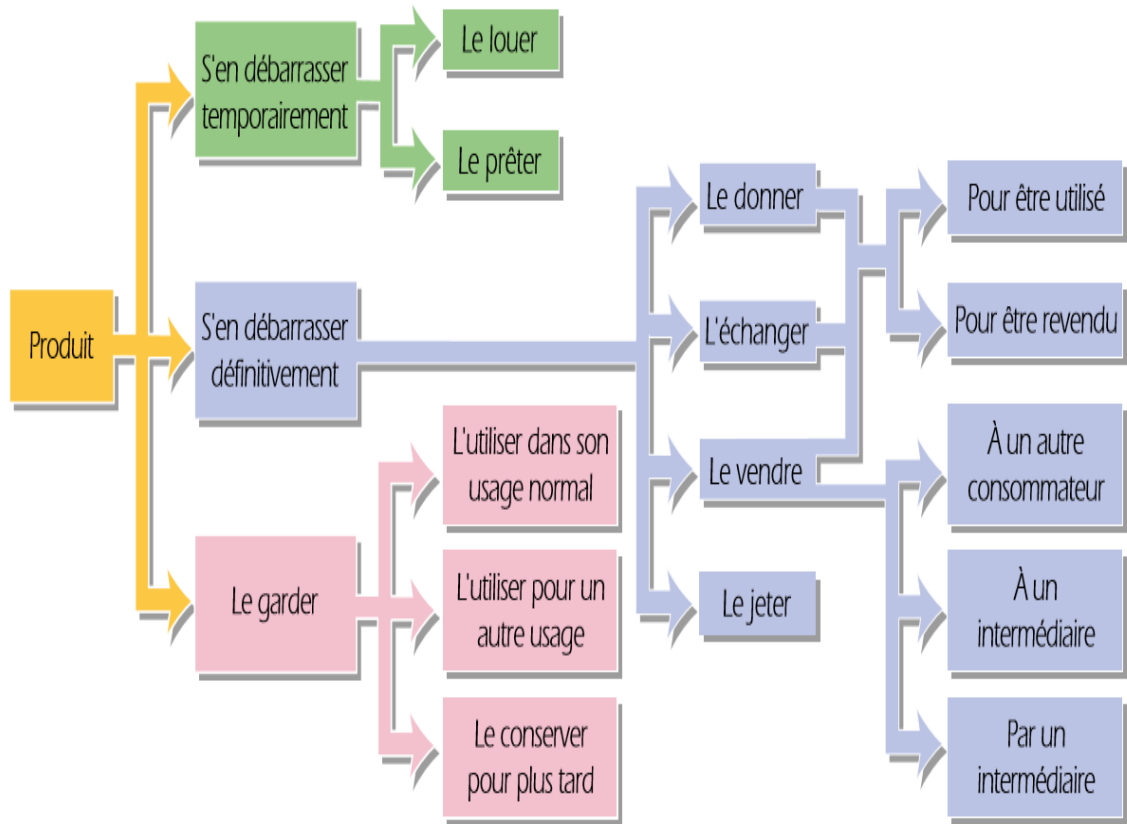 Produit
S'en débarrasser
temporairement
Le louer
Le prêter
S'en débarrasser
définitivement
Le donner
L'échanger
Le vendre
Le jeter
Pour être utilisé
Pour être revendu
À un autre
consommateur
À un
intermédiaire
Par un
intermédiaire
Le garder
L'utiliser dans son
usage normal
L'utiliser pour un
autre usage
Le conserver
pour plus tard